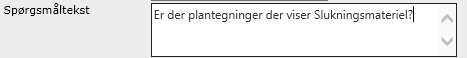 Spørgsmåltekst
Er der plantegninger der viser Slukningsmateriel?